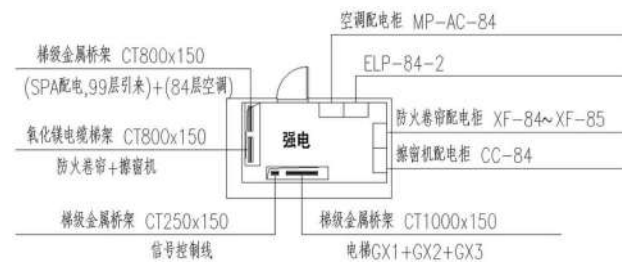 空调配电柜 MP-AC-84
梯级金属桥架 CT800x150
ELP-84-2
(SPA配电,99层引来)+(84层空调)
防火卷帘配电柜 XF-84~XF-85
氧化镁电缆梯架 CT800x150
强电
擦窗机配电柜 CC-84
防火卷帘+擦窗机
梯级金属桥架 CT250x150
梯级金属桥架 CT1000x150
信号控制线
电梯GX1+GX2+GX3